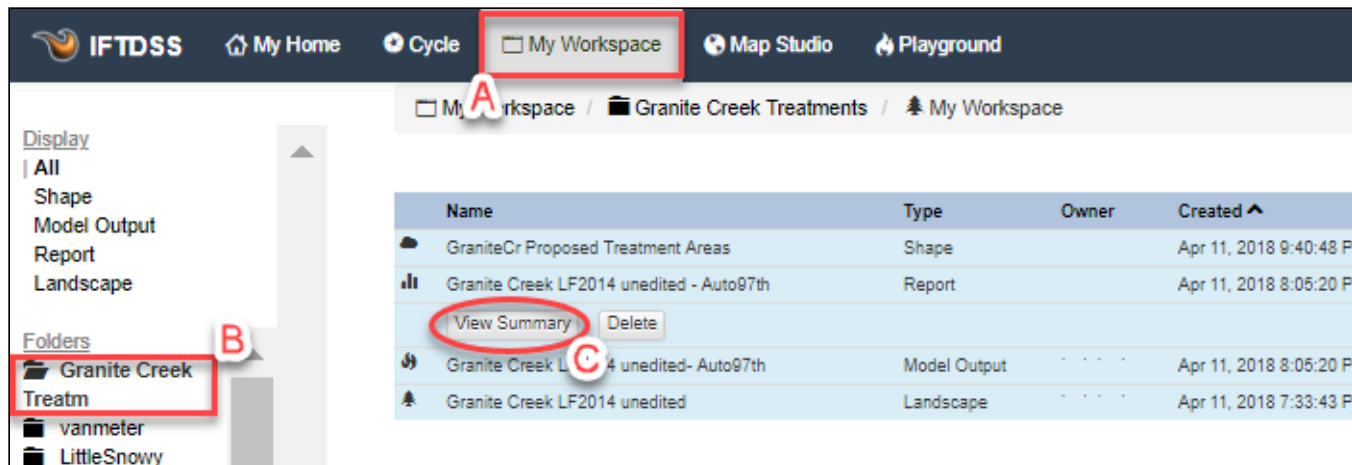 IFTDSS My Home Cycle My Workspace Map Studio Playground
A
My Workspace / Granite Creek Treatments / My Workspace
Display
All
Shape
Model Output
Report
Landscape
Folders
B
Granite Creek
Treatm
vanmeter
LittleSnowy
Name Type Owner Created
GraniteCr Proposed Treatment Areas Shape Apr 11, 2018 9:40:48 P
Granite Creek LF2014 unedited - Auto97th Report Apr 11, 2018 8:05:20 P
View Summary Delete
C
Granite Creek 4 unedited- Auto97th Model Output Apr 11, 2018 8:05:20 P
Granite Creek LF2014 unedited Landscape Apr 11, 2018 7:33:43 P